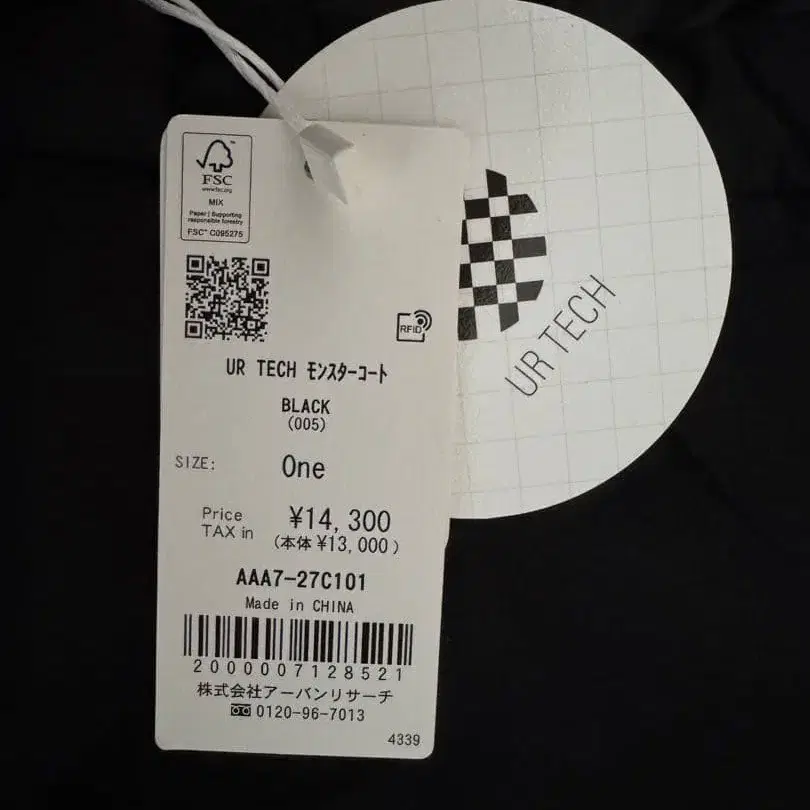 FSC
www.fsc.org
MIX
Paper | Supporting
responsible forestry
FSC™ C095275
RFID
UR TECH モンスターコート
BLACK
(005)
SIZE: One
Price
TAX in ¥14,300
(本体 ¥13,000)
AAA7-27C101
Made in CHINA
2000007128521
株式会社アーバンリサーチ
0120-96-7013
4339
UR TECH